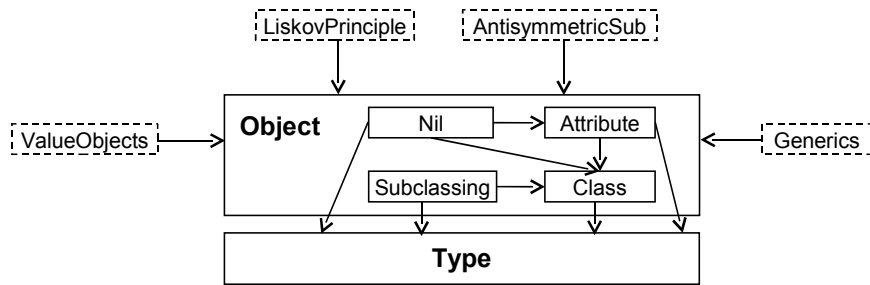 LiskovPrinciple
AntisymmetricSub
Object
Nil
Attribute
ValueObjects
Generics
Subclassing
Class
Type